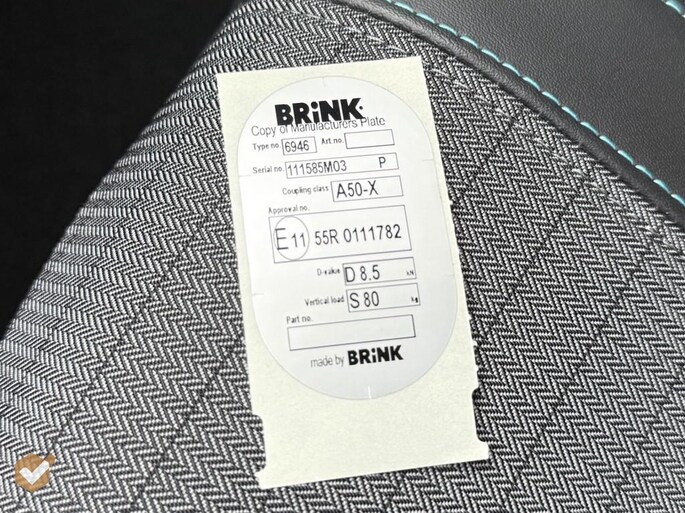 BRiNK
Copy of Manufacturers Plate
Type no. 6946 Art.no.
Serial no. 111585M03 P
Coupling class A50-X
Approval no.
E11 55R 0111782
D-value D 8.5 kN
Vertical load S 80 kg
Part no.
made by BRiNK